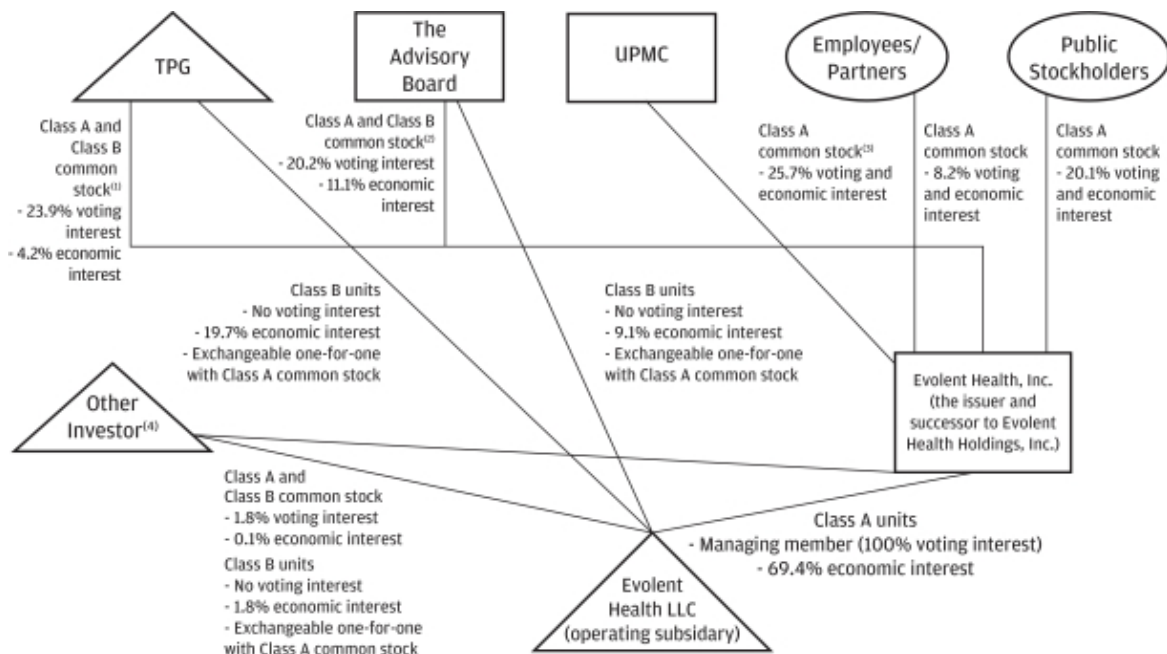 TPG
The
Advisory
Board
UPMC
Employees/
Partners
Public
Stockholders
Class A and
Class B
common
stock(1)
- 23.9% voting
interest
- 4.2% economic
interest
Class A and Class B
common stock(2)
- 20.2% voting interest
- 11.1% economic
interest
Class A
common stock(3)
- 25.7% voting and
economic interest
Class A
common stock
- 8.2% voting
and economic
interest
Class A
common stock
- 20.1% voting
and economic
interest
Class B units
- No voting interest
- 19.7% economic interest
- Exchangeable one-for-one
with Class A common stock
Class B units
- No voting interest
- 9.1% economic interest
- Exchangeable one-for-one
with Class A common stock
Evolent Health, Inc.
(the issuer and
successor to Evolent
Health Holdings, Inc.)
Other
Investor(4)
Class A and
Class B common stock
- 1.8% voting interest
- 0.1% economic interest
Class B units
- No voting interest
- 1.8% economic interest
- Exchangeable one-for-one
with Class A common stock
Class A units
- Managing member (100% voting interest)
- 69.4% economic interest
Evolent
Health LLC
(operating subsidary)